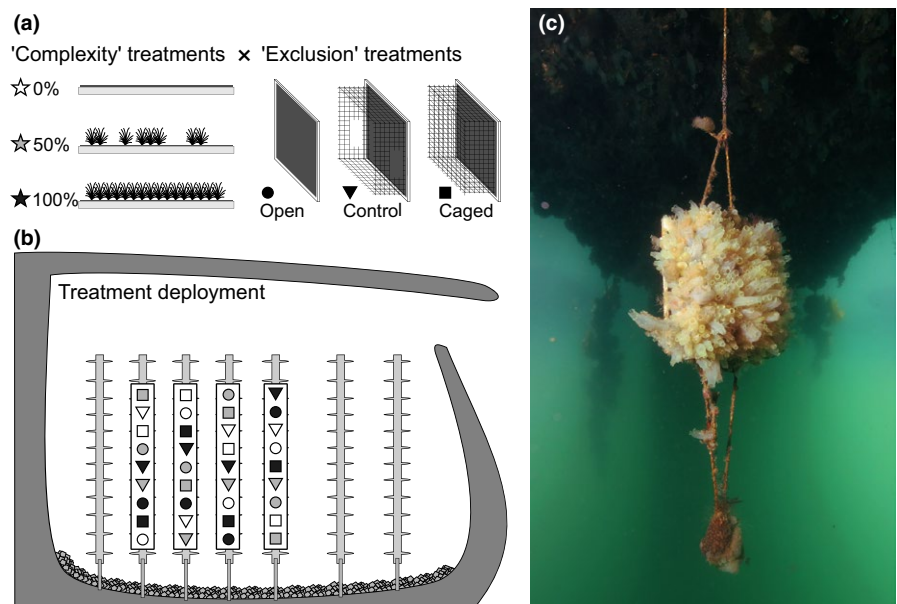 (a)
'Complexity' treatments × 'Exclusion' treatments
0%
50%
100%
Open
Control
Caged
(b)
Treatment deployment
(c)